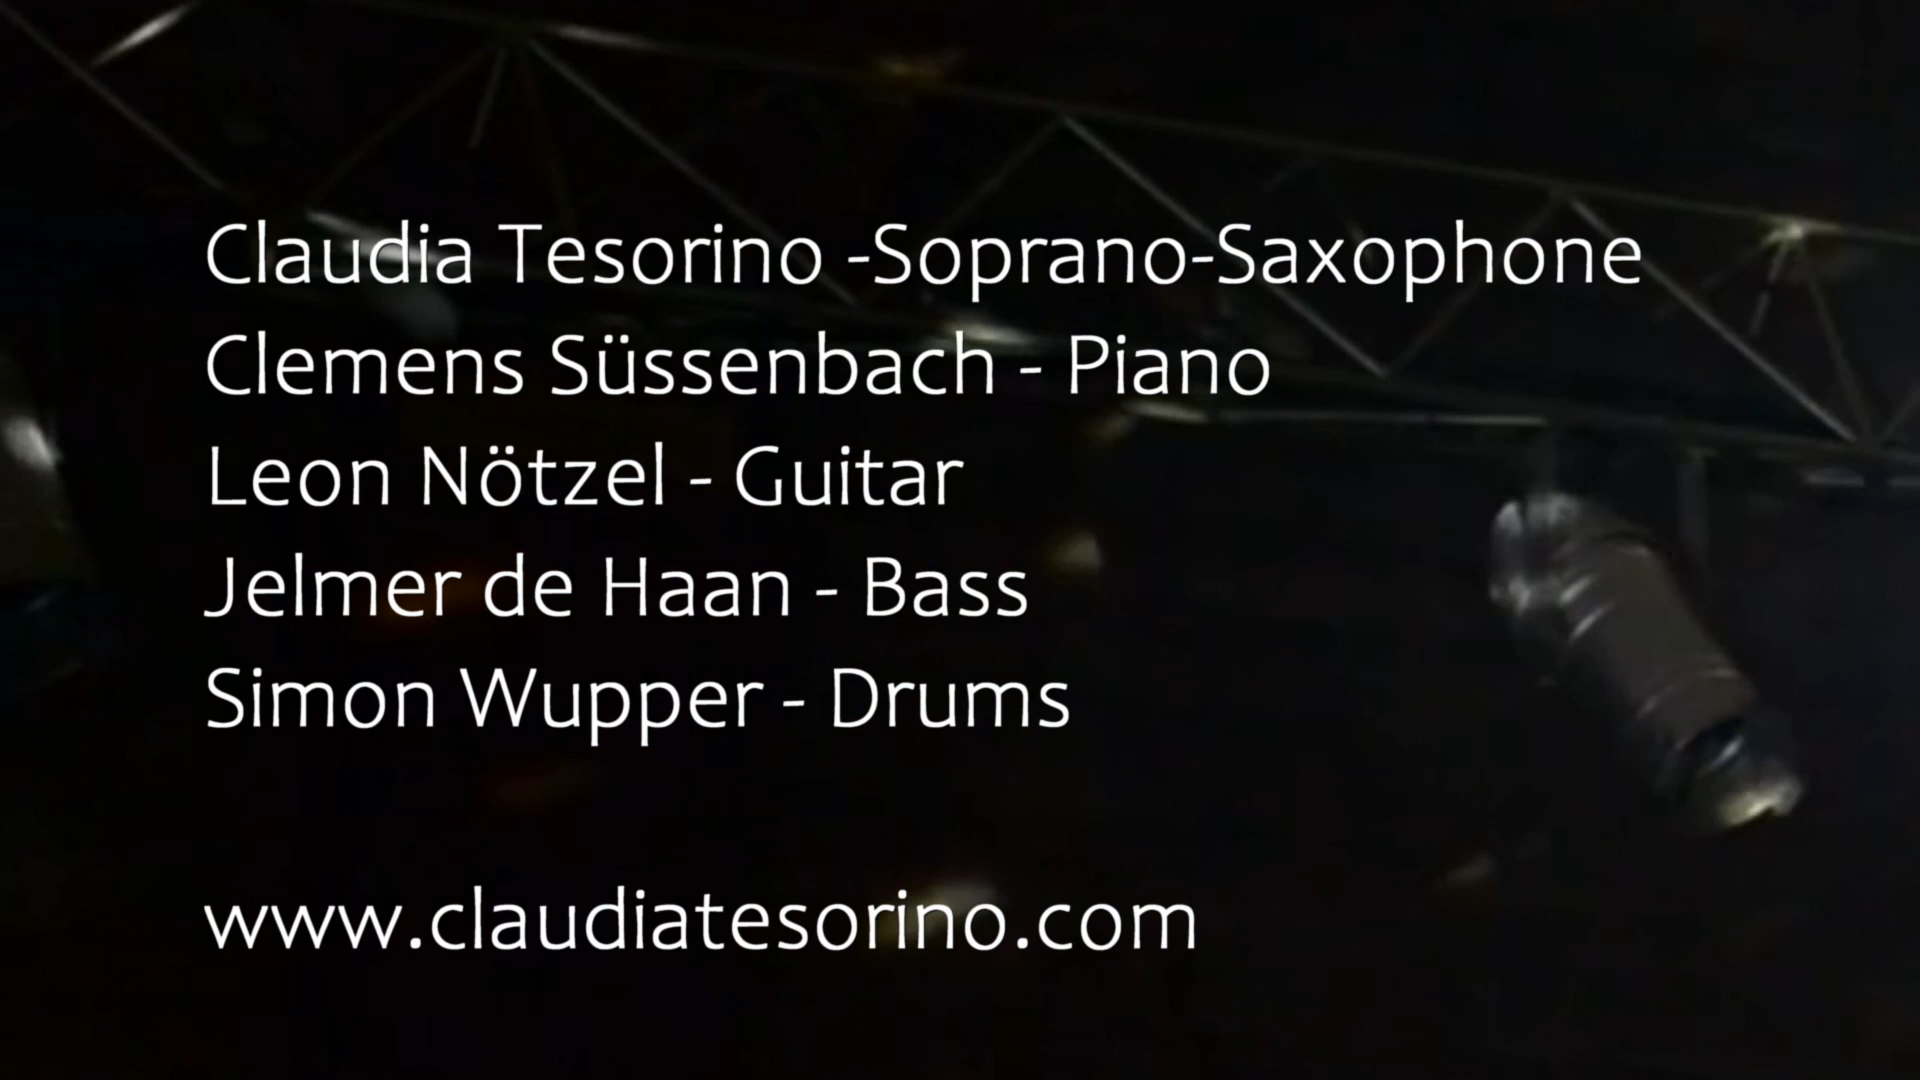 Claudia Tesorino -Soprano-Saxophone
Clemens Süssenbach - Piano
Leon Nötzel - Guitar
Jelmer de Haan - Bass
Simon Wupper - Drums
www.claudiatesorino.com